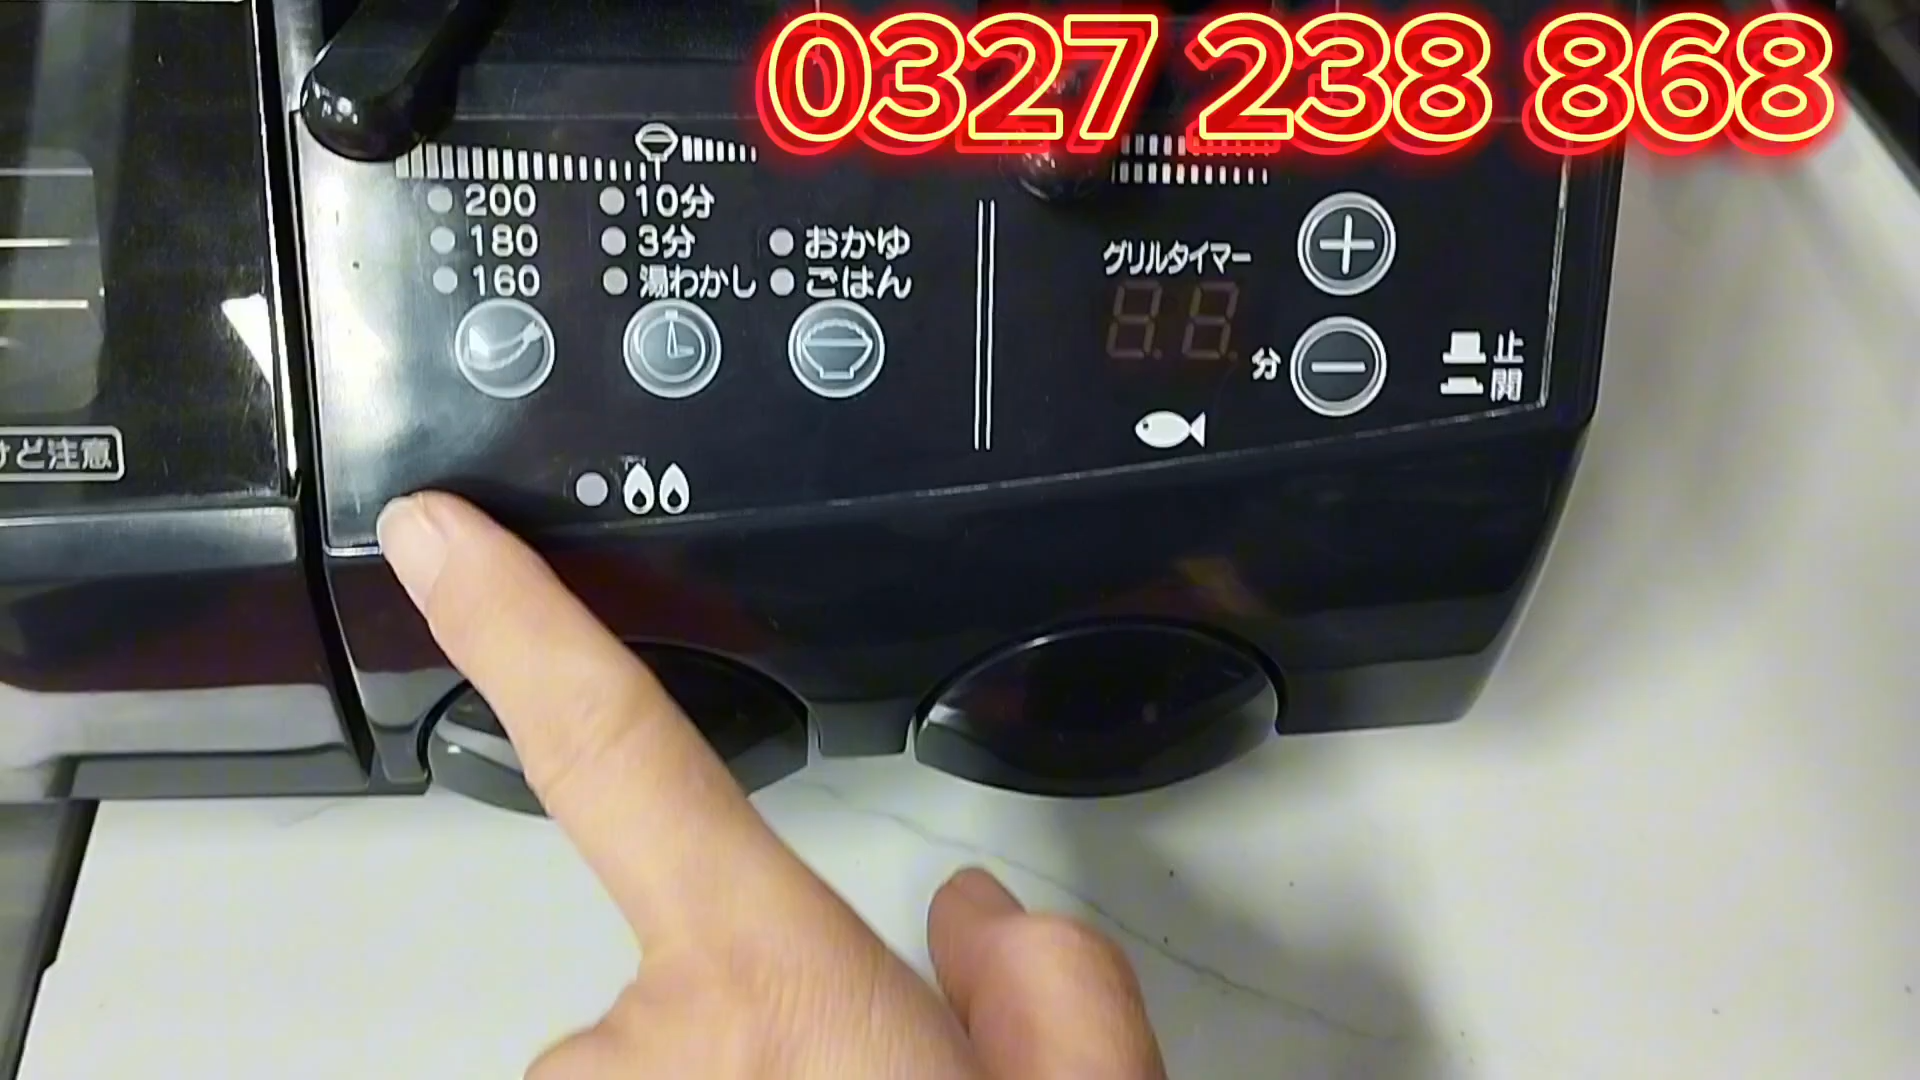 0327 238 868
200
180
160
10分
3分
湯わかし
おかゆ
ごはん
グリルタイマー
分
止
開
ど注意